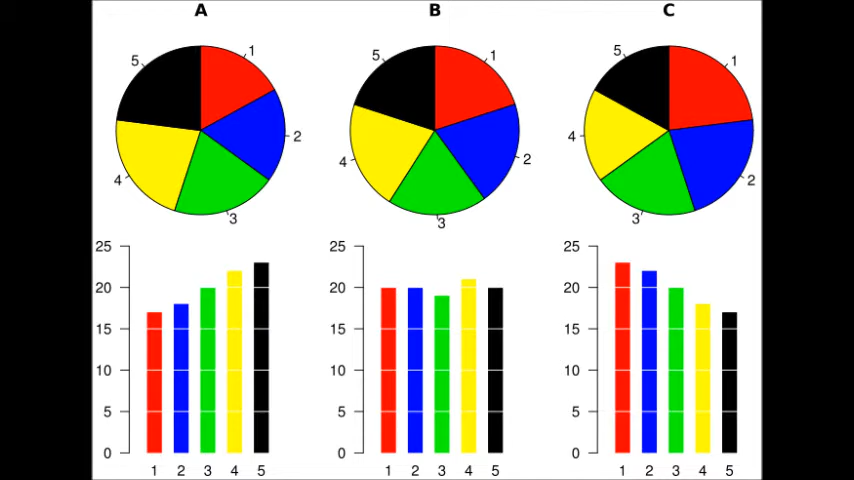 A B C
5 1 5 1 5 1
2 4 2 4 2
4 3 3 3
25 25 25
20 20 20
15 15 15
10 10 10
5 5 5
0 0 0
1 2 3 4 5 1 2 3 4 5 1 2 3 4 5